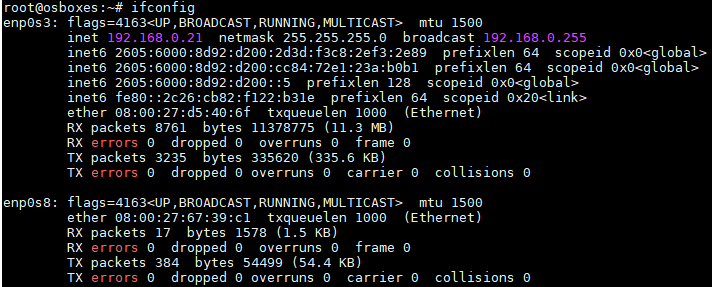 root@osboxes:~# ifconfig
enp0s3: flags=4163<UP,BROADCAST,RUNNING,MULTICAST>  mtu 1500
        inet 192.168.0.21  netmask 255.255.255.0  broadcast 192.168.0.255
        inet6 2605:6000:8d92:d200:2d3d:f3c8:2ef3:2e89  prefixlen 64  scopeid 0x0<global>
        inet6 2605:6000:8d92:d200:cc84:72e1:23a:b0b1  prefixlen 64  scopeid 0x0<global>
        inet6 2605:6000:8d92:d200::5  prefixlen 128  scopeid 0x0<global>
        inet6 fe80::2c26:cb82:f122:b31e  prefixlen 64  scopeid 0x20<link>
        ether 08:00:27:d5:40:6f  txqueuelen 1000  (Ethernet)
        RX packets 8761  bytes 11378775 (11.3 MB)
        RX errors 0  dropped 0  overruns 0  frame 0
        TX packets 3235  bytes 335620 (335.6 KB)
        TX errors 0  dropped 0 overruns 0  carrier 0  collisions 0

enp0s8: flags=4163<UP,BROADCAST,RUNNING,MULTICAST>  mtu 1500
        ether 08:00:27:67:39:c1  txqueuelen 1000  (Ethernet)
        RX packets 17  bytes 1578 (1.5 KB)
        RX errors 0  dropped 0  overruns 0  frame 0
        TX packets 384  bytes 54499 (54.4 KB)
        TX errors 0  dropped 0 overruns 0  carrier 0  collisions 0